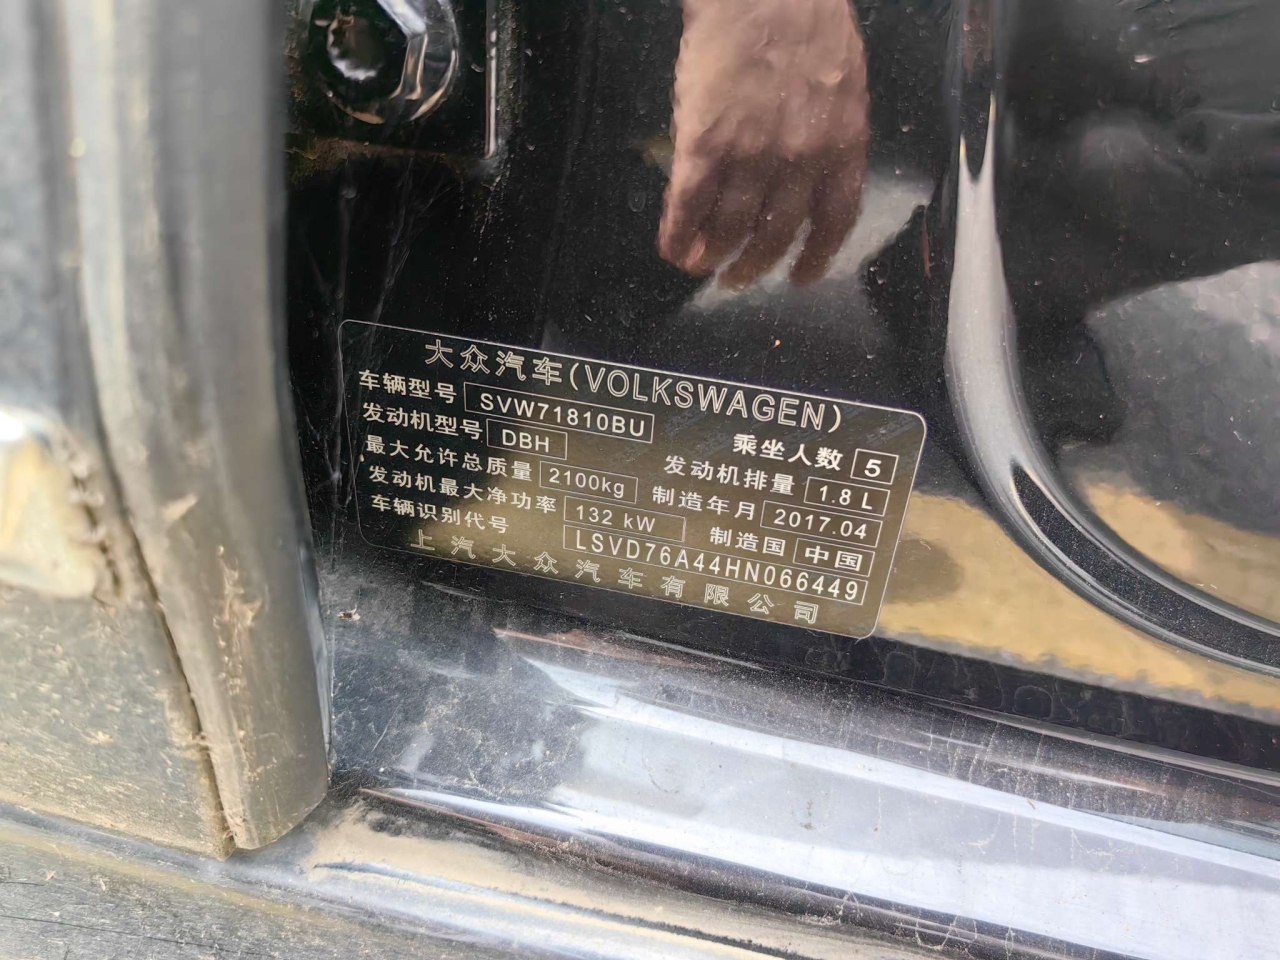 大众汽车(VOLKSWAGEN)
车辆型号 SVW71810BU 乘坐人数 5
发动机型号 DBH 发动机排量 1.8 L
最大允许总质量 2100kg 制造年月 2017.04
发动机最大净功率 132 kW 制造国 中国
车辆识别代号 LSVD76A44HN066449
上汽大众汽车有限公司